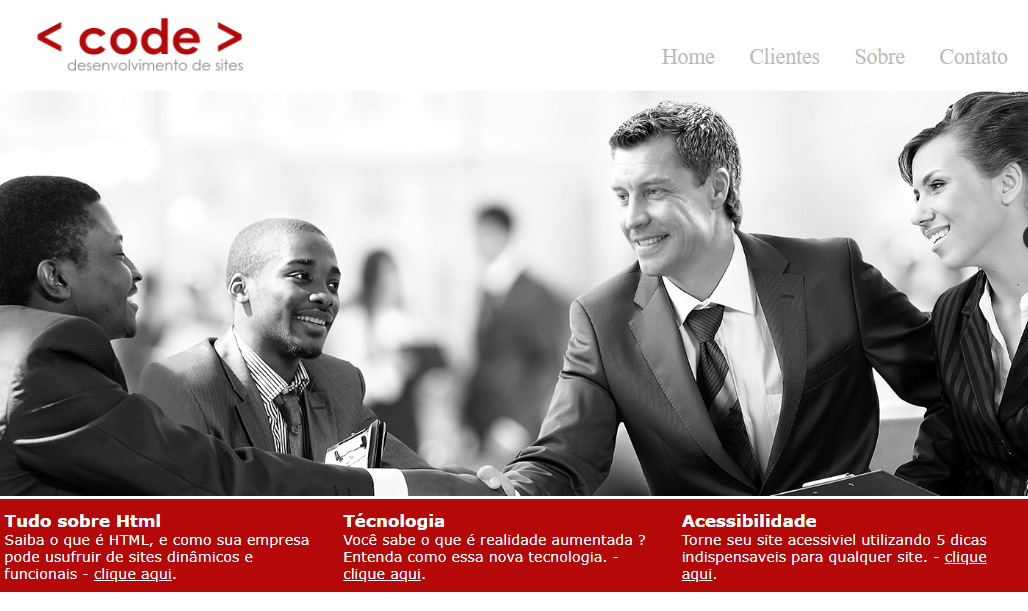 < code >
desenvolvimento de sites
Home Clientes Sobre Contato
Tudo sobre Html
Saiba o que é HTML, e como sua empresa
pode usufruir de sites dinâmicos e
funcionais - clique aqui.
Técnologia
Você sabe o que é realidade aumentada ?
Entenda como essa nova tecnologia. -
clique aqui.
Acessibilidade
Torne seu site acessiviel utilizando 5 dicas
indispensaveis para qualquer site. - clique
aqui.